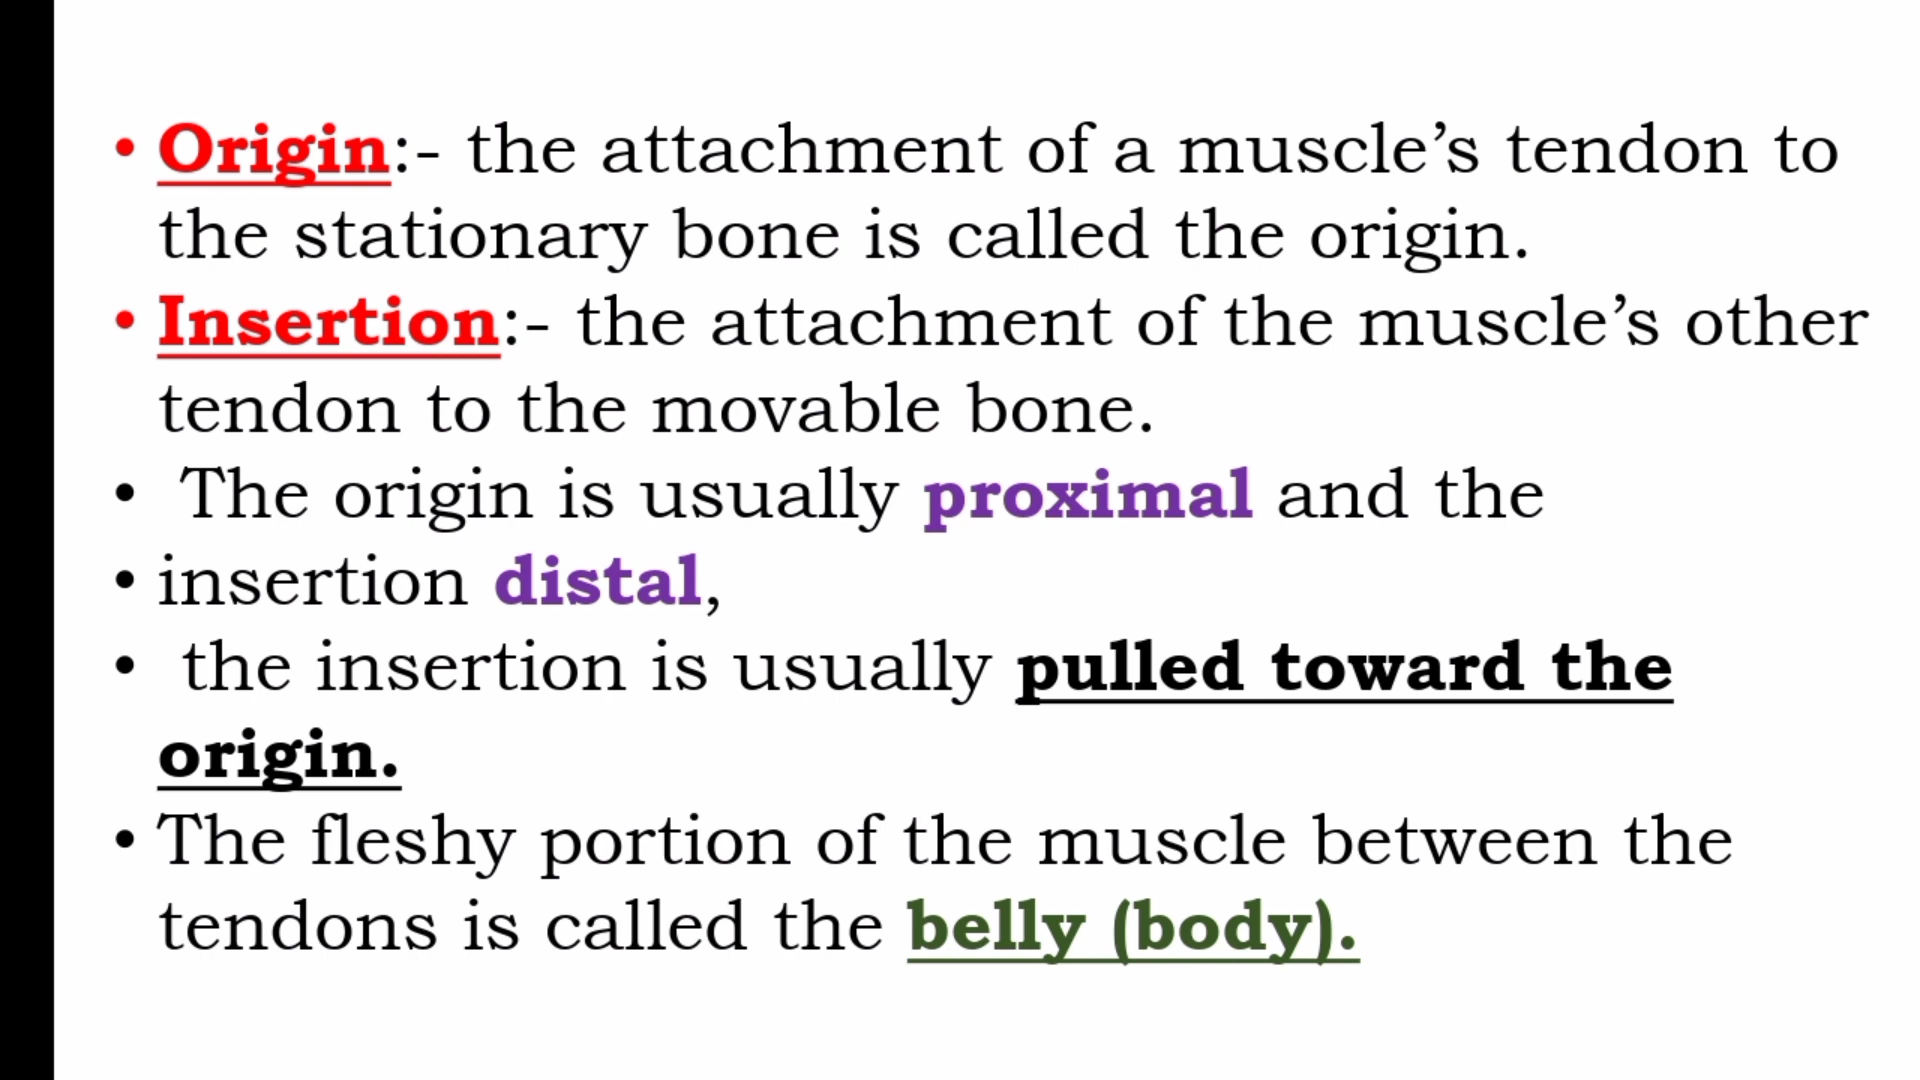 • Origin:- the attachment of a muscle’s tendon to
the stationary bone is called the origin.
• Insertion:- the attachment of the muscle’s other
tendon to the movable bone.
• The origin is usually proximal and the
• insertion distal,
• the insertion is usually pulled toward the
origin.
• The fleshy portion of the muscle between the
tendons is called the belly (body).